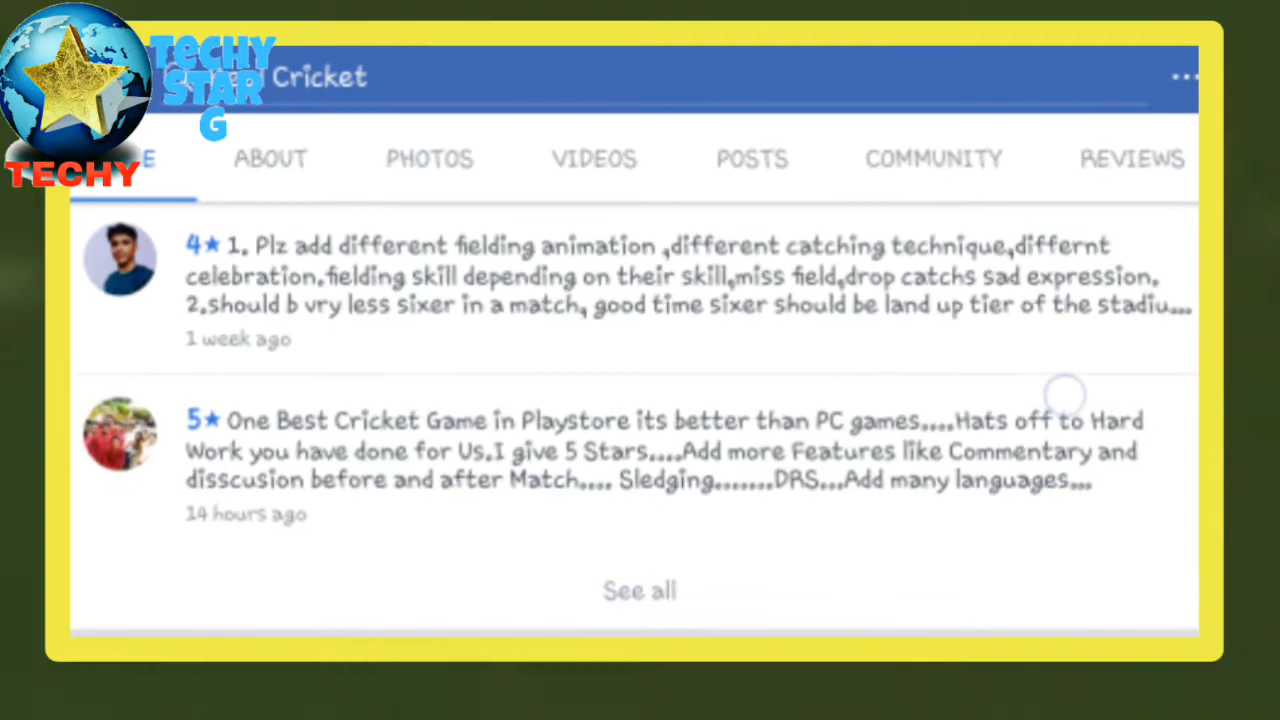 TECHY
STAR
G
TECHY
Cricket
ABOUT
PHOTOS
VIDEOS
POSTS
COMMUNITY
REVIEWS
4★ 1. Plz add different fielding animation ,different catching technique,differnt
celebration.fielding skill depending on their skill,miss field,drop catchs sad expression.
2.should b vry less sixer in a match, good time sixer should be land up tier of the stadiu...
1 week ago
5★ One Best Cricket Game in Playstore its better than PC games....Hats off to Hard
Work you have done for Us.I give 5 Stars....Add more Features like Commentary and
disscusion before and after Match.... Sledging.......DRS...Add many languages...
14 hours ago
See all